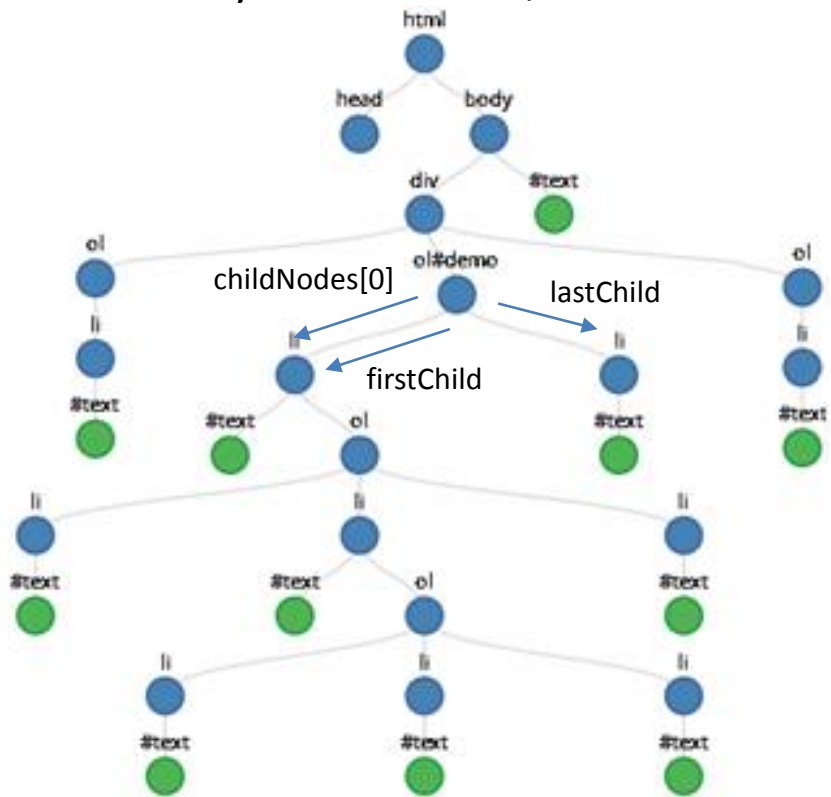 html
head body
div #text
ol ol#demo ol
childNodes[0] lastChild
li li li li
firstChild
#text #text ol #text #text
li li li
#text #text ol #text
li li li
#text #text #text